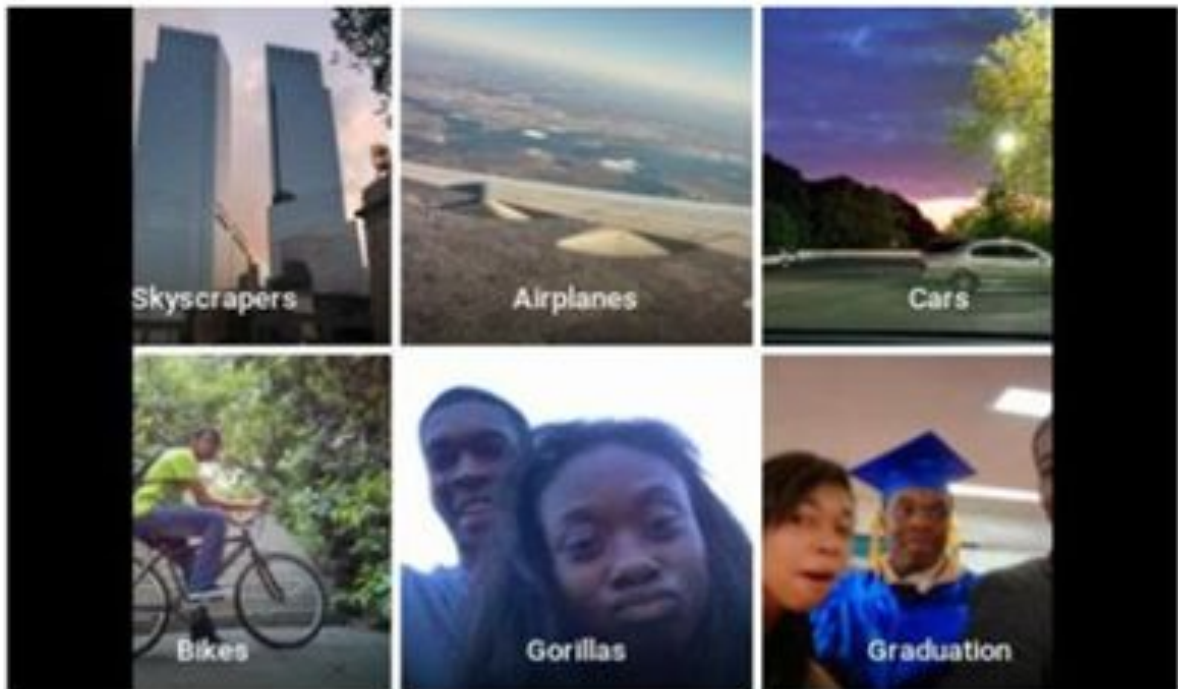 Skyscrapers
Airplanes
Cars
Bikes
Gorillas
Graduation